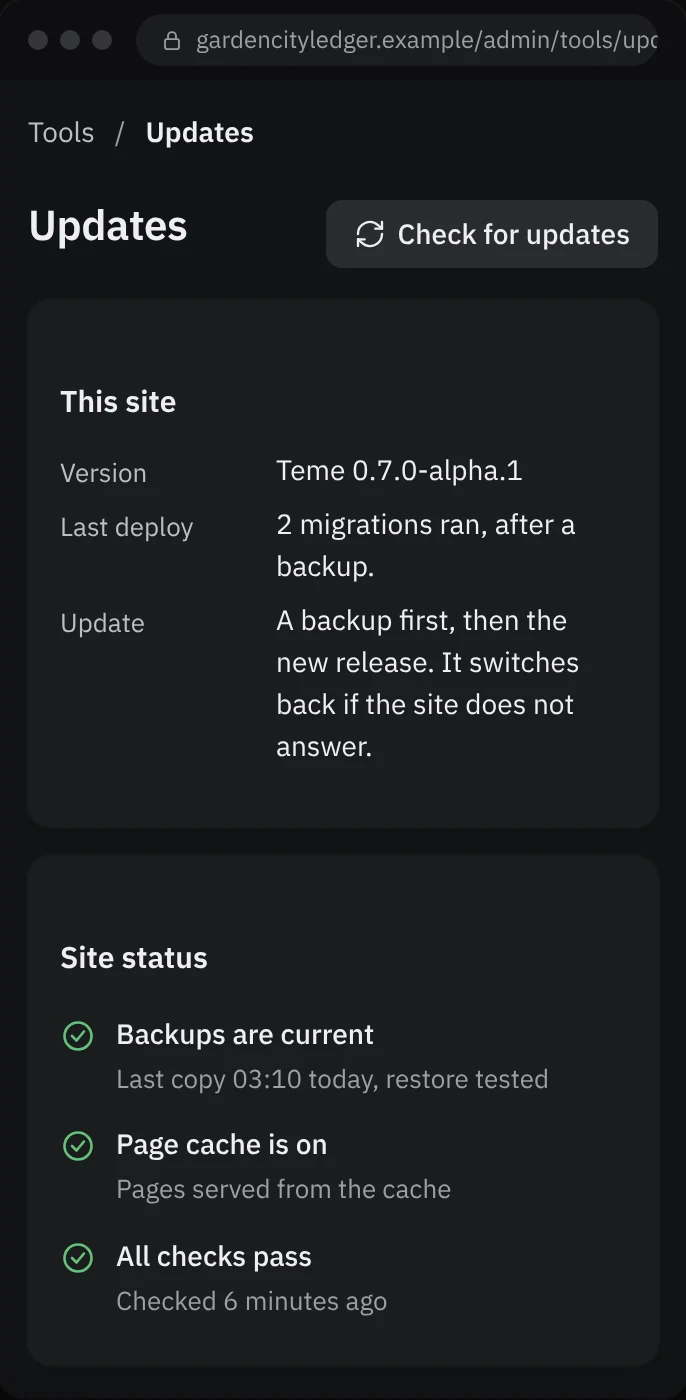 gardencityledger.example/admin/tools/upd
Tools / Updates
Updates
Check for updates
This site
Version
Teme 0.7.0-alpha.1
Last deploy
2 migrations ran, after a
backup.
Update
A backup first, then the
new release. It switches
back if the site does not
answer.
Site status
Backups are current
Last copy 03:10 today, restore tested
Page cache is on
Pages served from the cache
All checks pass
Checked 6 minutes ago